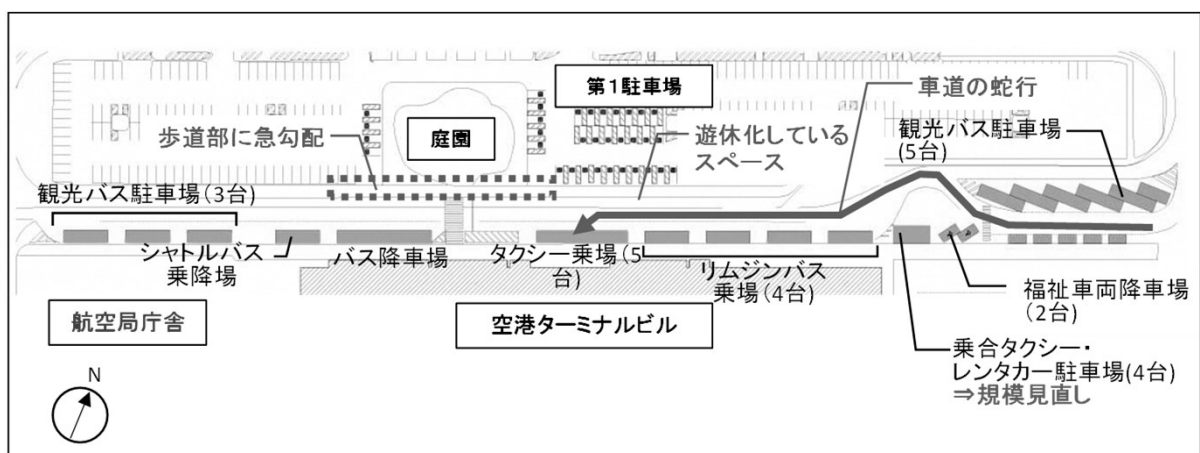 第1駐車場
車道の蛇行
歩道部に急勾配
庭園
遊休化している
スペース
観光バス駐車場
(5台)
観光バス駐車場(3台)
シャトルバス
乗降場
バス降車場
タクシー乗場(5
台)
リムジンバス
乗場(4台)
福祉車両降車場
(2台)
航空局庁舎
空港ターミナルビル
乗合タクシー・
レンタカー駐車場(4台)
⇒規模見直し
N